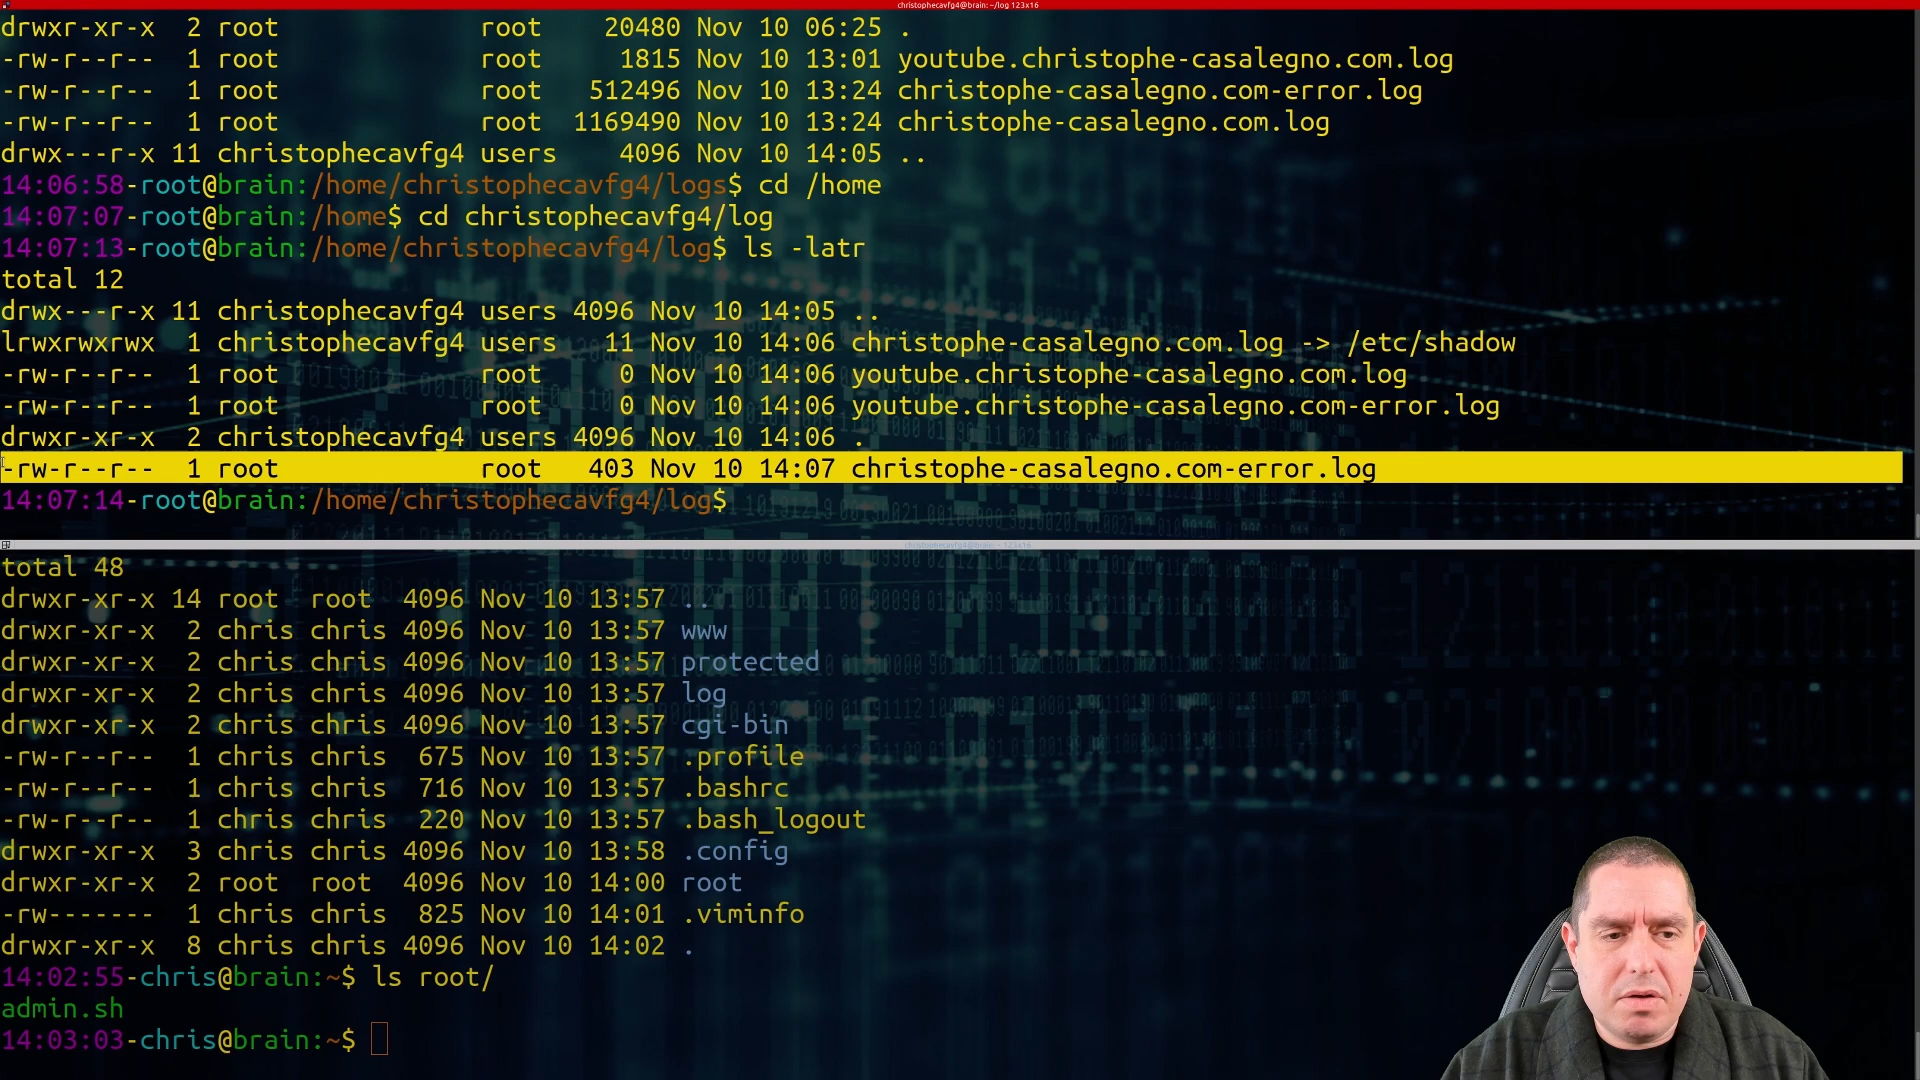 christophecavfg4@brain: ~/log 123x16
drwxr-xr-x 2 root root 20480 Nov 10 06:25 .
-rw-r--r-- 1 root root 1815 Nov 10 13:01 youtube.christophe-casalegno.com.log
-rw-r--r-- 1 root root 512496 Nov 10 13:24 christophe-casalegno.com-error.log
-rw-r--r-- 1 root root 1169490 Nov 10 13:24 christophe-casalegno.com.log
drwx---r-x 11 christophecavfg4 users 4096 Nov 10 14:05 ..
14:06:58-root@brain:/home/christophecavfg4/logs$ cd /home
14:07:07-root@brain:/home$ cd christophecavfg4/log
14:07:13-root@brain:/home/christophecavfg4/log$ ls -latr
total 12
drwx---r-x 11 christophecavfg4 users 4096 Nov 10 14:05 ..
lrwxrwxrwx 1 christophecavfg4 users 11 Nov 10 14:06 christophe-casalegno.com.log -> /etc/shadow
-rw-r--r-- 1 root root 0 Nov 10 14:06 youtube.christophe-casalegno.com.log
-rw-r--r-- 1 root root 0 Nov 10 14:06 youtube.christophe-casalegno.com-error.log
drwxr-xr-x 2 christophecavfg4 users 4096 Nov 10 14:06 .
-rw-r--r-- 1 root root 403 Nov 10 14:07 christophe-casalegno.com-error.log
14:07:14-root@brain:/home/christophecavfg4/log$
christophecavfg4@brain: ~ 123x16
total 48
drwxr-xr-x 14 root root 4096 Nov 10 13:57 ..
drwxr-xr-x 2 chris chris 4096 Nov 10 13:57 www
drwxr-xr-x 2 chris chris 4096 Nov 10 13:57 protected
drwxr-xr-x 2 chris chris 4096 Nov 10 13:57 log
drwxr-xr-x 2 chris chris 4096 Nov 10 13:57 cgi-bin
-rw-r--r-- 1 chris chris 675 Nov 10 13:57 .profile
-rw-r--r-- 1 chris chris 716 Nov 10 13:57 .bashrc
-rw-r--r-- 1 chris chris 220 Nov 10 13:57 .bash_logout
drwxr-xr-x 3 chris chris 4096 Nov 10 13:58 .config
drwxr-xr-x 2 root root 4096 Nov 10 14:00 root
-rw------- 1 chris chris 825 Nov 10 14:01 .viminfo
drwxr-xr-x 8 chris chris 4096 Nov 10 14:02 .
14:02:55-chris@brain:~$ ls root/
admin.sh
14:03:03-chris@brain:~$